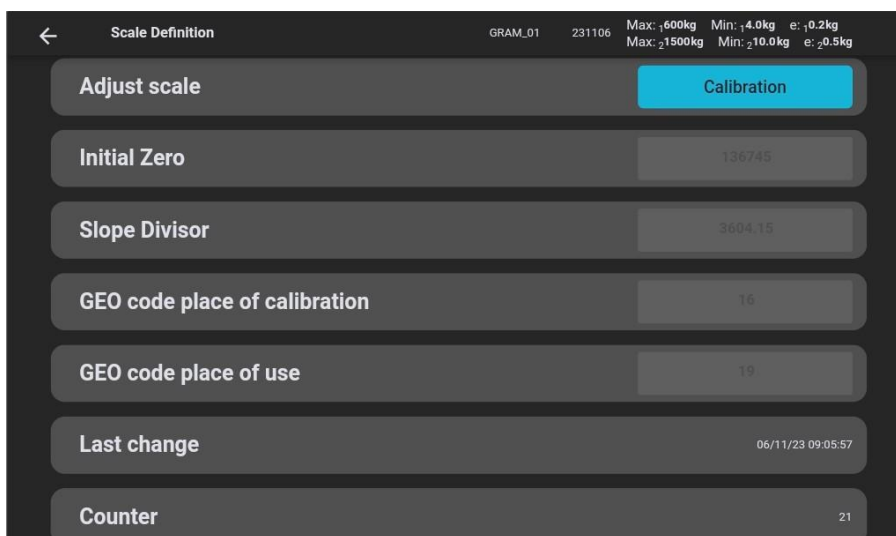 ← Scale Definition GRAM_01 231106 Max: ₁600kg Min: ₁4.0kg e: ₁0.2kg
Max: ₂1500kg Min: ₂10.0kg e: ₂0.5kg
Adjust scale Calibration
Initial Zero 136745
Slope Divisor 3604.15
GEO code place of calibration 16
GEO code place of use 19
Last change 06/11/23 09:05:57
Counter 21